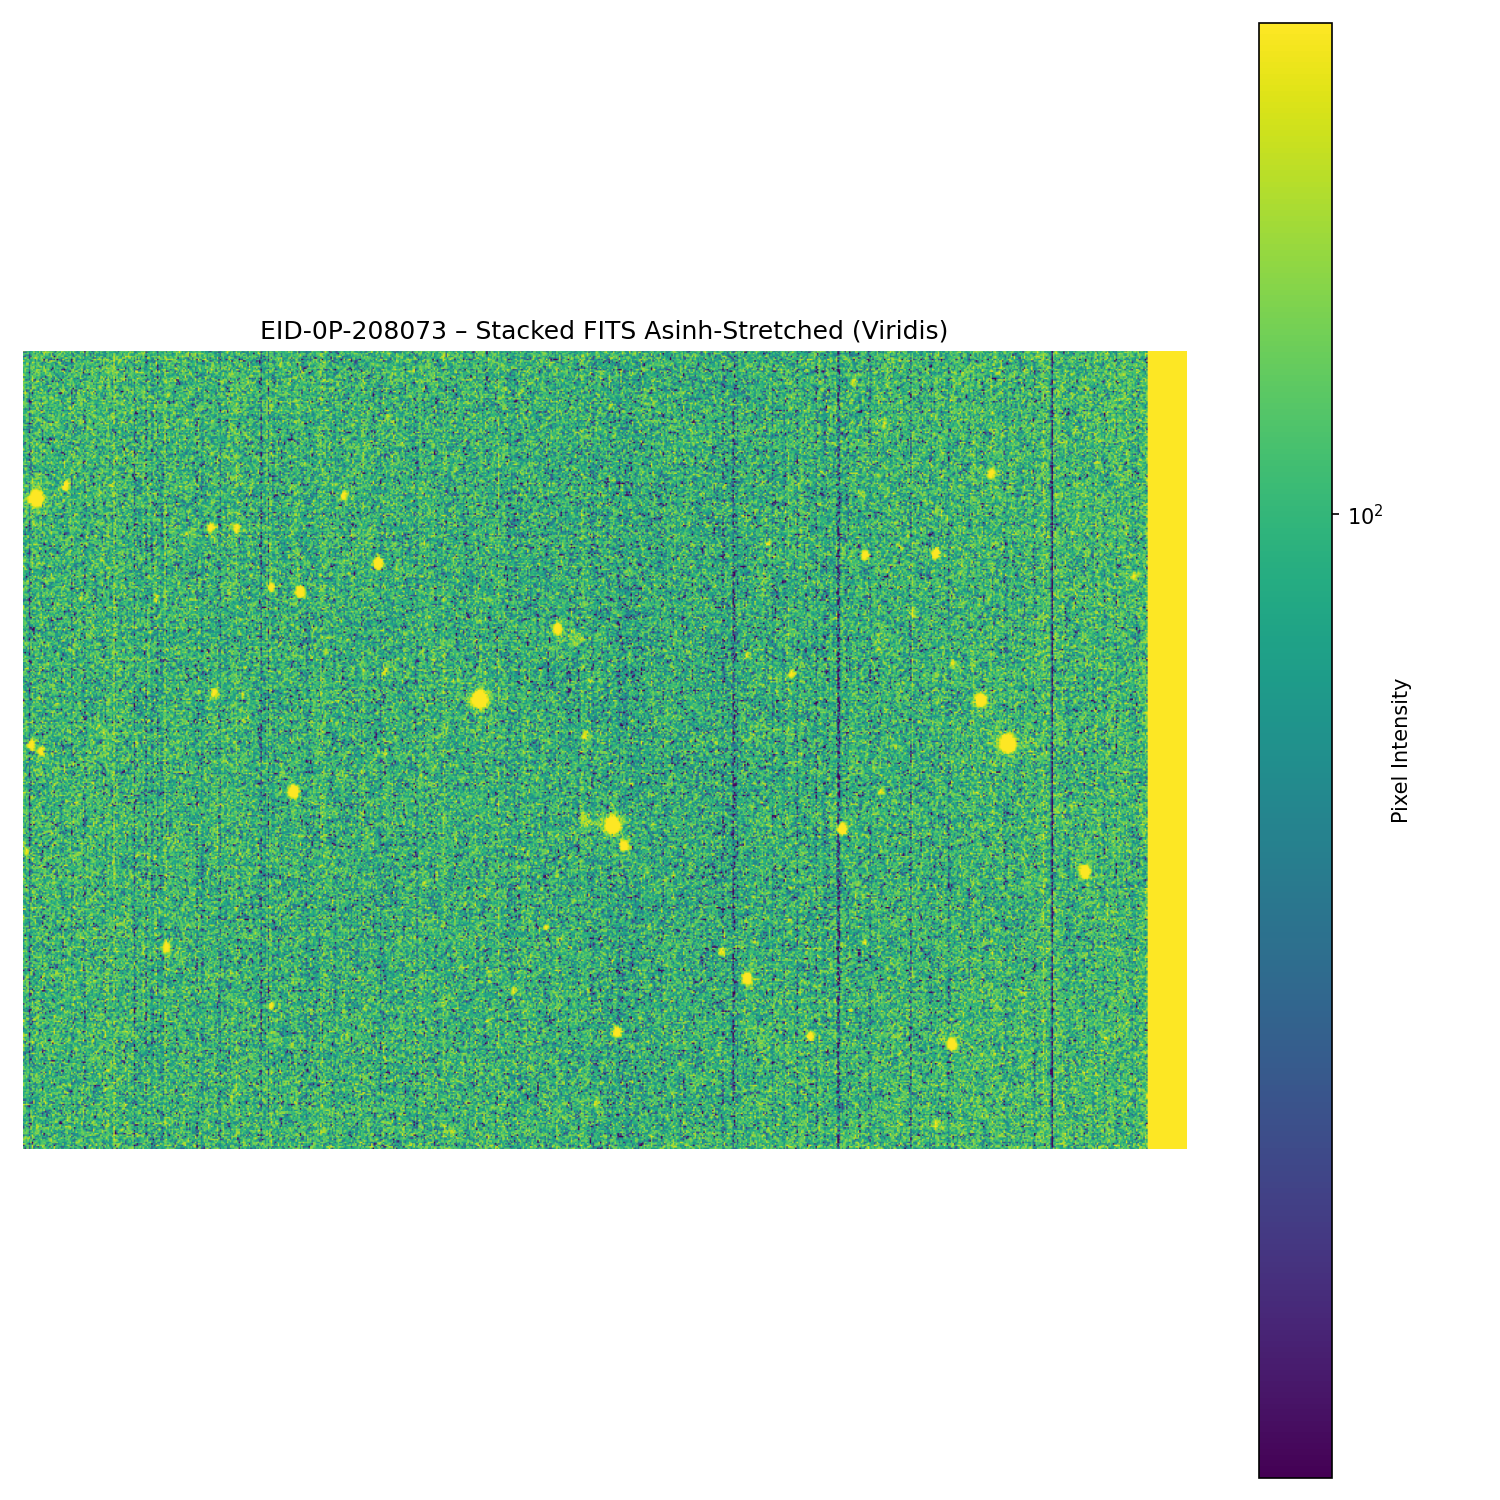 EID-0P-208073 – Stacked FITS Asinh-Stretched (Viridis)
10²
Pixel Intensity